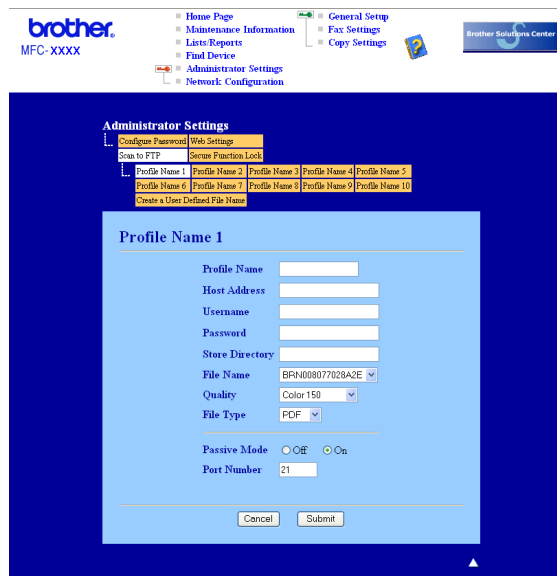 brother®
MFC-XXXX
Home Page
Maintenance Information
Lists/Reports
Find Device
Administrator Settings
Network Configuration
General Setup
Fax Settings
Copy Settings
Brother Solutions Center
Administrator Settings
Configure Password Web Settings
Scan to FTP Secure Function Lock
Profile Name 1 Profile Name 2 Profile Name 3 Profile Name 4 Profile Name 5
Profile Name 6 Profile Name 7 Profile Name 8 Profile Name 9 Profile Name 10
Create a User Defined File Name
Profile Name 1
Profile Name
Host Address
Username
Password
Store Directory
File Name BRN008077028A2E
Quality Color 150
File Type PDF
Passive Mode Off On
Port Number 21
Cancel Submit